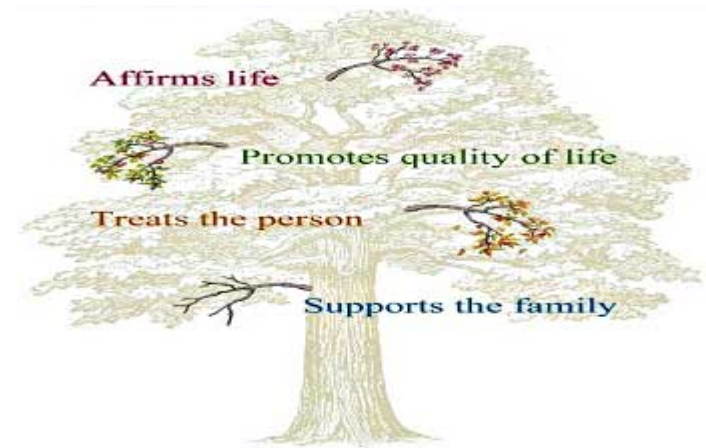 Affirms life
Promotes quality of life
Treats the person
Supports the family